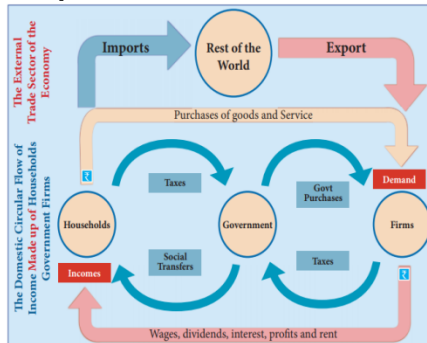 Imports
Rest of the
World
Export
The External
Trade Sector of the
Economy
Purchases of goods and Service
The Domestic Circular Flow of
Income Made up of Households
Government Firms
₹
Taxes
Govt
Purchases
Demand
Households
Government
Firms
Incomes
Social
Transfers
Taxes
₹
Wages, dividends, interest, profits and rent